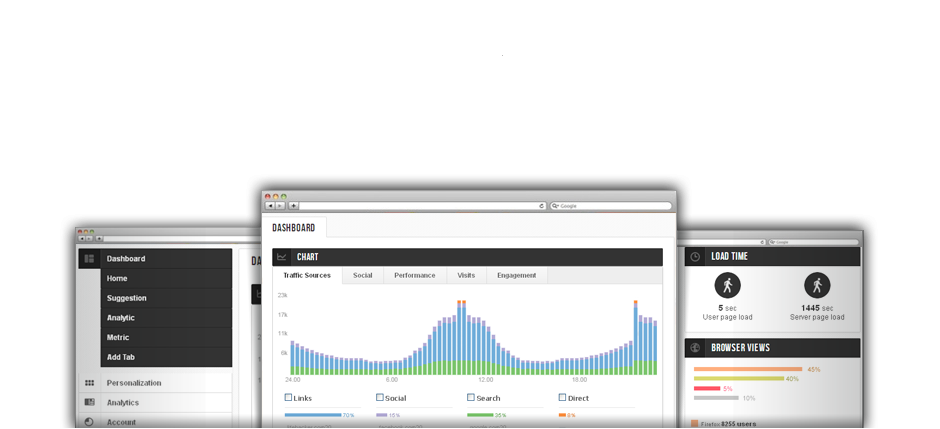 Google
DASHBOARD
CHART
Traffic Sources Social Performance Visits Engagement
23k
17k
11k
6k
24.00 6.00 12.00 18.00
Links Social Search Direct
70% 15% 35% 8%
Dashboard
Home
Suggestion
Analytic
Metric
Add Tab
Personalization
Analytics
Account
DA
Google
LOAD TIME
5 sec
User page load
1445 sec
Server page load
BROWSER VIEWS
45%
40%
5%
10%
Firefox 8255 users